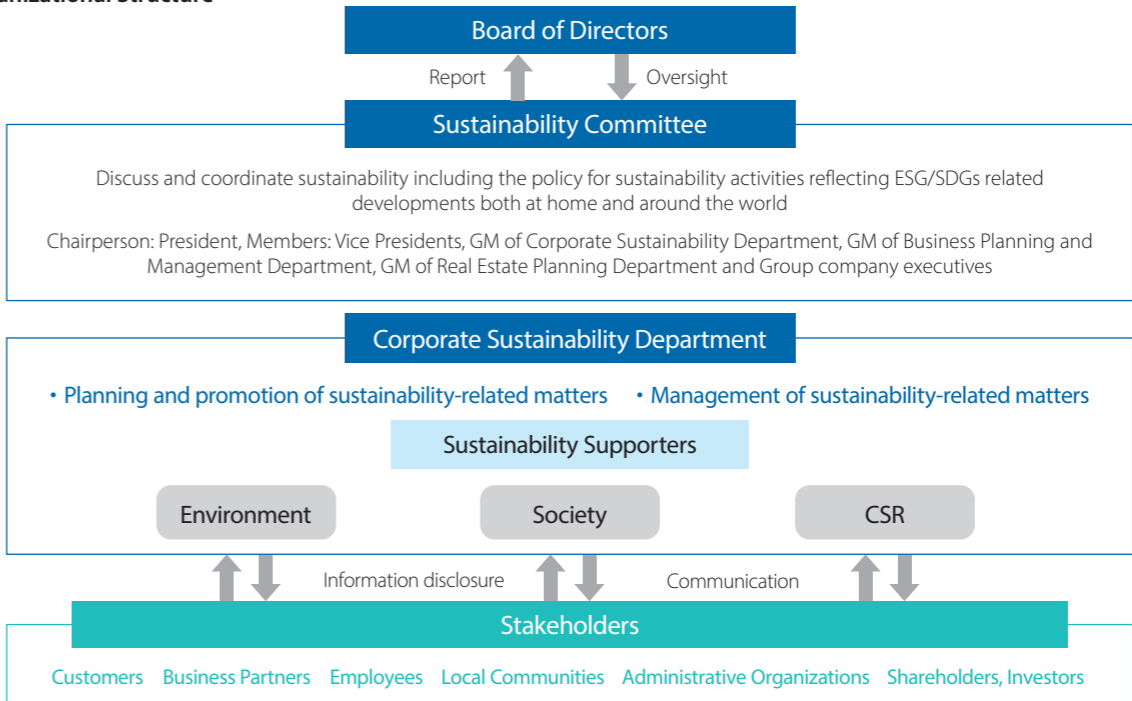 Board of Directors
Report
Oversight
Sustainability Committee
Discuss and coordinate sustainability including the policy for sustainability activities reflecting ESG/SDGs related
developments both at home and around the world
Chairperson: President, Members: Vice Presidents, GM of Corporate Sustainability Department, GM of Business Planning and
Management Department, GM of Real Estate Planning Department and Group company executives
Corporate Sustainability Department
・Planning and promotion of sustainability-related matters ・Management of sustainability-related matters
Sustainability Supporters
Environment
Society
CSR
Information disclosure
Communication
Stakeholders
Customers Business Partners Employees Local Communities Administrative Organizations Shareholders, Investors